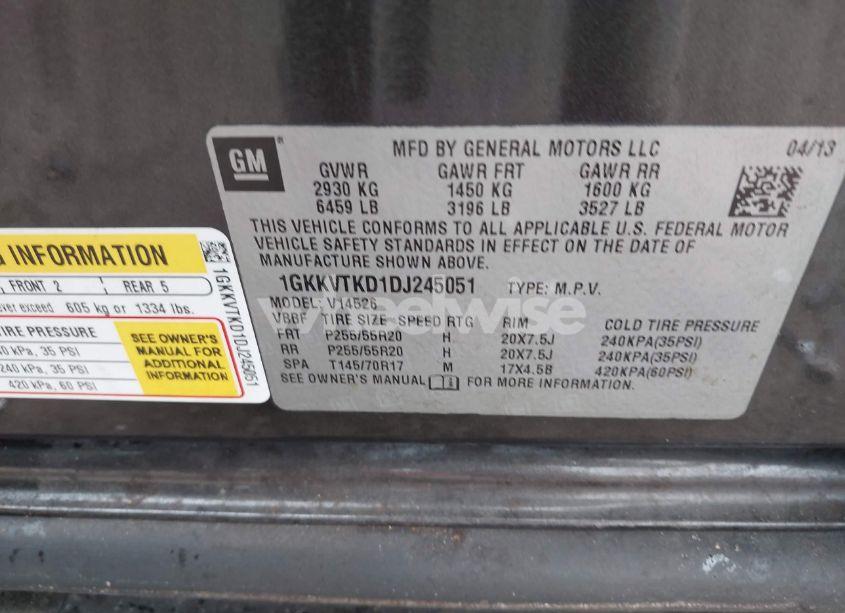 GM
MFD BY GENERAL MOTORS LLC 04/13
GVWR GAWR FRT GAWR RR
2930 KG 1450 KG 1600 KG
6459 LB 3196 LB 3527 LB
THIS VEHICLE CONFORMS TO ALL APPLICABLE U.S. FEDERAL MOTOR
VEHICLE SAFETY STANDARDS IN EFFECT ON THE DATE OF
MANUFACTURE SHOWN ABOVE.
1GKKVTKD1DJ245051 TYPE: M.P.V.
MODEL: V14526
TIRE SIZE SPEED RTG RIM COLD TIRE PRESSURE
FRT P255/55R20 H 20X7.5J 240KPA(35PSI)
RR P255/55R20 H 20X7.5J 240KPA(35PSI)
SPA T145/70R17 M 17X4.5B 420KPA(60PSI)
SEE OWNER'S MANUAL FOR MORE INFORMATION.
INFORMATION
FRONT 2 REAR 5
exceed 605 kg or 1334 lbs.
TIRE PRESSURE
kPa, 35 PSI
240 kPa, 35 PSI
420 kPa, 60 PSI
SEE OWNER'S
MANUAL FOR
ADDITIONAL
INFORMATION
1GKKVTKD1DJ245051